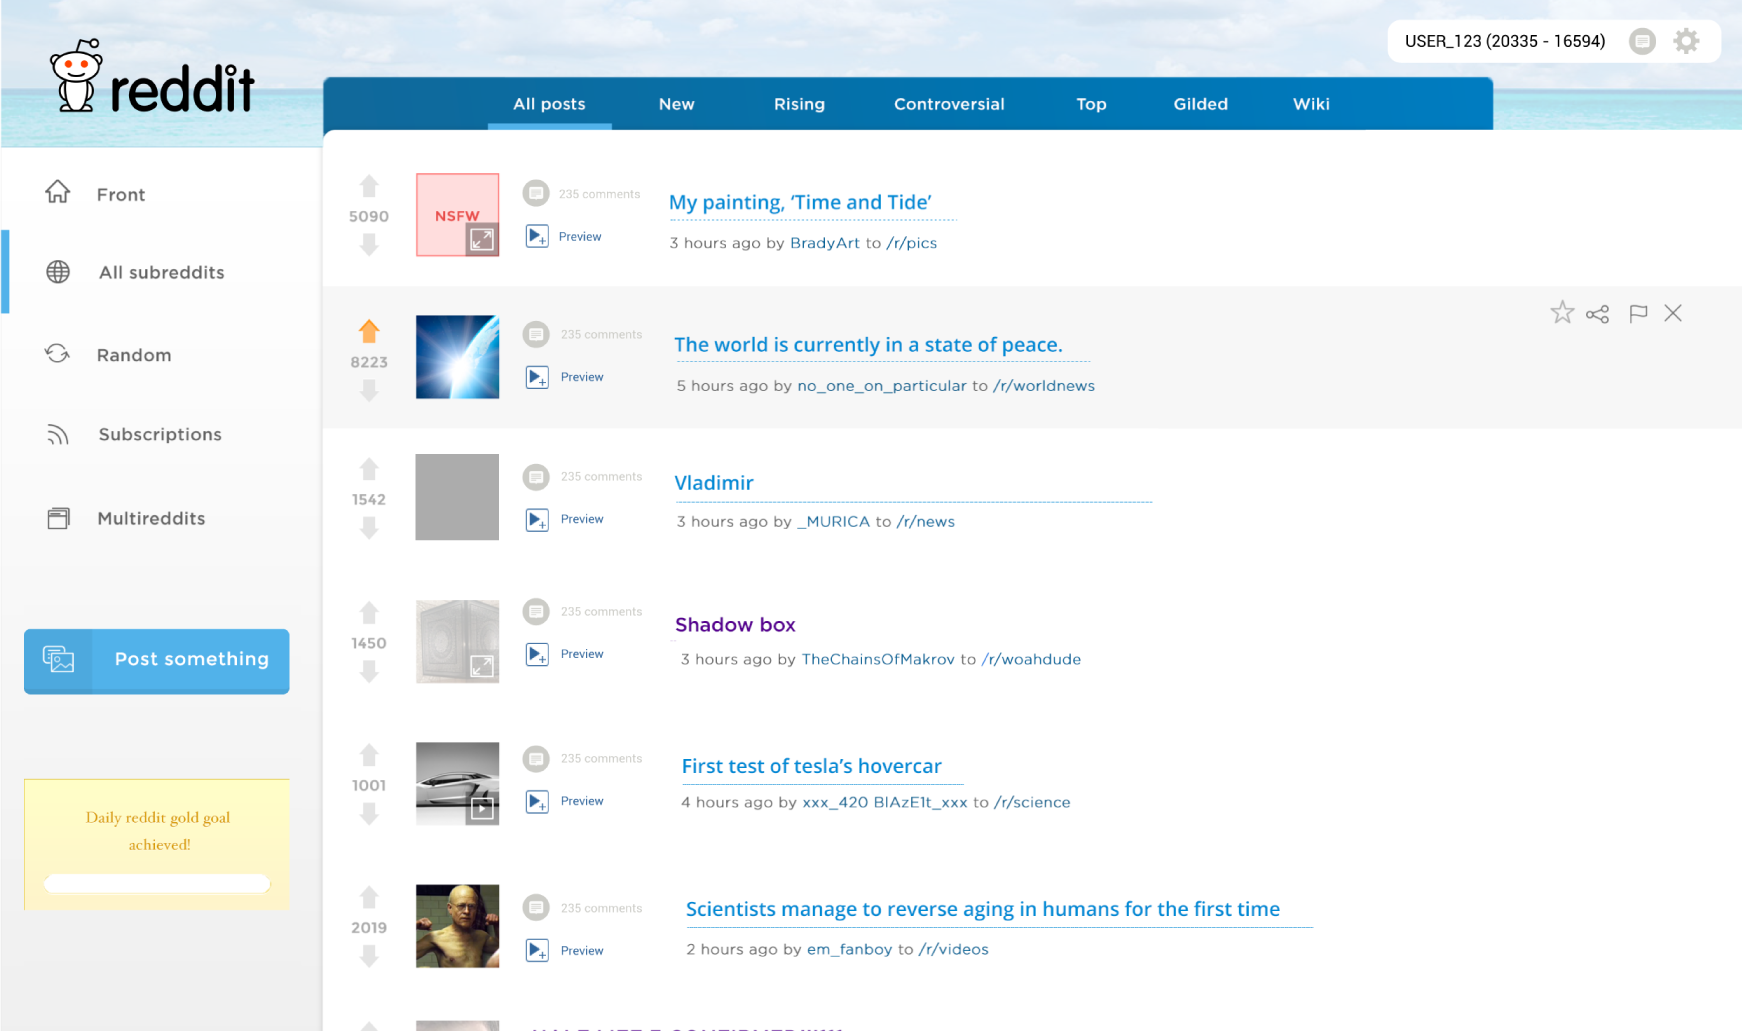 USER_123 (20335 - 16594)
reddit
All posts New Rising Controversial Top Gilded Wiki
Front
All subreddits
Random
Subscriptions
Multireddits
Post something
Daily reddit gold goal
achieved!
5090
NSFW
235 comments
Preview
My painting, ‘Time and Tide’
3 hours ago by BradyArt to /r/pics
8223
235 comments
Preview
The world is currently in a state of peace.
5 hours ago by no_one_on_particular to /r/worldnews
1542
235 comments
Preview
Vladimir
3 hours ago by _MURICA to /r/news
1450
235 comments
Preview
Shadow box
3 hours ago by TheChainsOfMakrov to /r/woahdude
1001
235 comments
Preview
First test of tesla’s hovercar
4 hours ago by xxx_420 BlAzE1t_xxx to /r/science
2019
235 comments
Preview
Scientists manage to reverse aging in humans for the first time
2 hours ago by em_fanboy to /r/videos